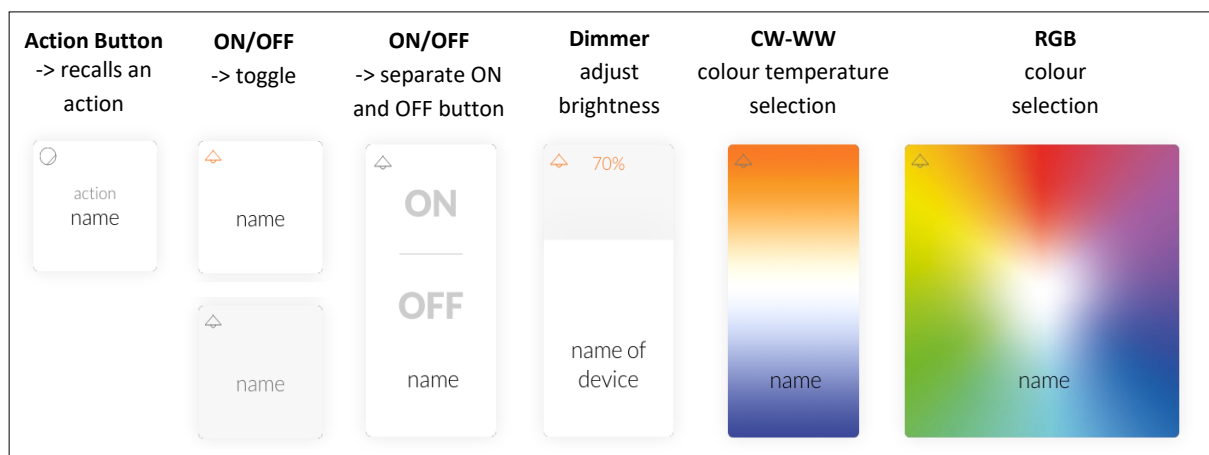 Action Button
-> recalls an
action
ON/OFF
-> toggle
ON/OFF
-> separate ON
and OFF button
Dimmer
adjust
brightness
CW-WW
colour temperature
selection
RGB
colour
selection
action
name
name
name
ON
OFF
name
70%
name of
device
name
name